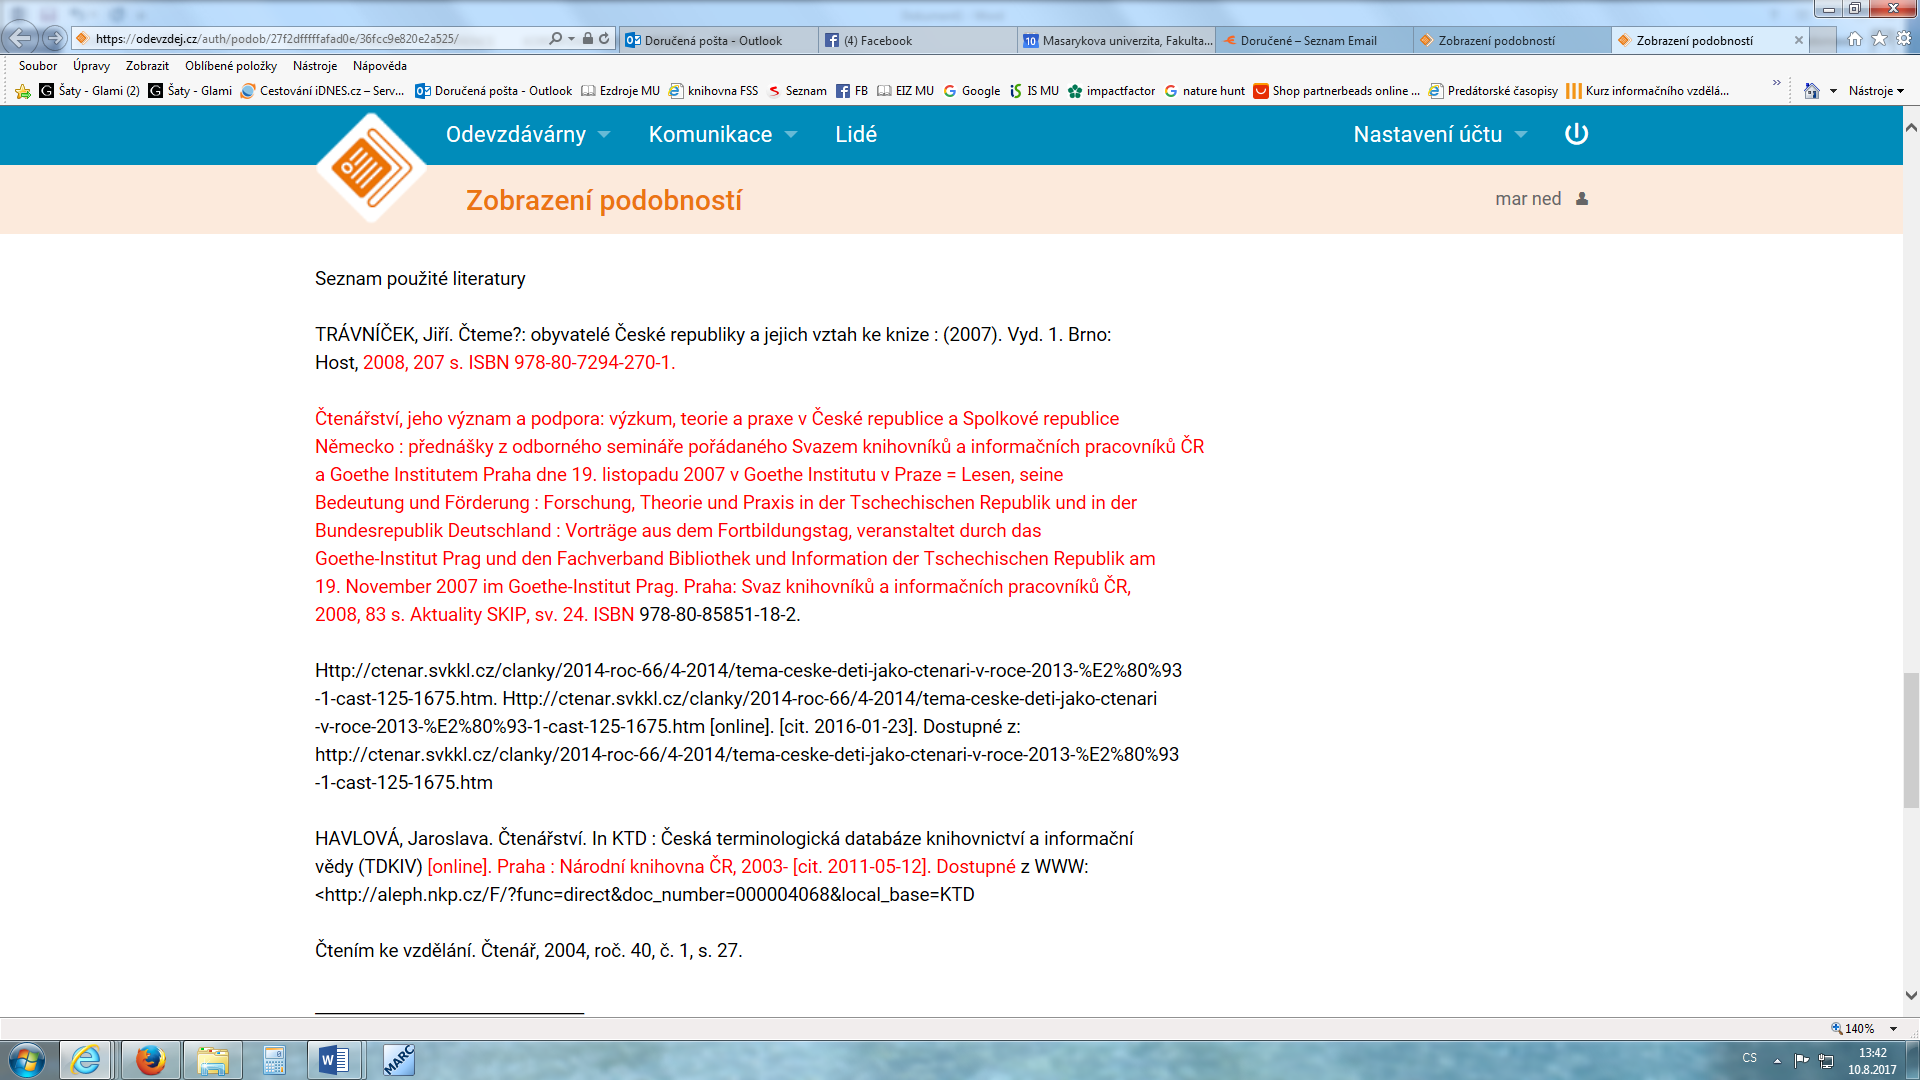 https://odevzdej.cz/auth/podob/27f2dfffffafad0e/36fcc9e820e2a525/
Doručená pošta - Outlook
(4) Facebook
Masarykova univerzita, Fakulta...
Doručené – Seznam Email
Zobrazení podobností
Zobrazení podobností
Soubor Úpravy Zobrazit Oblíbené položky Nástroje Nápověda
Šaty - Glami (2) Šaty - Glami Cestování iDNES.cz – Serv... Doručená pošta - Outlook Ezdroje MU knihovna FSS Seznam FB EIZ MU Google IS MU impactfactor nature hunt Shop partnerbeads online ... Predátorské časopisy Kurz informačního vzdělá... Nástroje
Odevzdávárny Komunikace Lidé Nastavení účtu
Zobrazení podobností mar ned
Seznam použité literatury
TRÁVNÍČEK, Jiří. Čteme?: obyvatelé České republiky a jejich vztah ke knize : (2007). Vyd. 1. Brno:
Host, 2008, 207 s. ISBN 978-80-7294-270-1.
Čtenářství, jeho význam a podpora: výzkum, teorie a praxe v České republice a Spolkové republice
Německo : přednášky z odborného semináře pořádaného Svazem knihovníků a informačních pracovníků ČR
a Goethe Institutem Praha dne 19. listopadu 2007 v Goethe Institutu v Praze = Lesen, seine
Bedeutung und Förderung : Forschung, Theorie und Praxis in der Tschechischen Republik und in der
Bundesrepublik Deutschland : Vorträge aus dem Fortbildungstag, veranstaltet durch das
Goethe-Institut Prag und den Fachverband Bibliothek und Information der Tschechischen Republik am
19. November 2007 im Goethe-Institut Prag. Praha: Svaz knihovníků a informačních pracovníků ČR,
2008, 83 s. Aktuality SKIP, sv. 24. ISBN 978-80-85851-18-2.
Http://ctenar.svkkl.cz/clanky/2014-roc-66/4-2014/tema-ceske-deti-jako-ctenari-v-roce-2013-%E2%80%93
-1-cast-125-1675.htm. Http://ctenar.svkkl.cz/clanky/2014-roc-66/4-2014/tema-ceske-deti-jako-ctenari
-v-roce-2013-%E2%80%93-1-cast-125-1675.htm [online]. [cit. 2016-01-23]. Dostupné z:
http://ctenar.svkkl.cz/clanky/2014-roc-66/4-2014/tema-ceske-deti-jako-ctenari-v-roce-2013-%E2%80%93
-1-cast-125-1675.htm
HAVLOVÁ, Jaroslava. Čtenářství. In KTD : Česká terminologická databáze knihovnictví a informační
vědy (TDKIV) [online]. Praha : Národní knihovna ČR, 2003- [cit. 2011-05-12]. Dostupné z WWW:
<http://aleph.nkp.cz/F/?func=direct&doc_number=000004068&local_base=KTD
Čtením ke vzdělání. Čtenář, 2004, roč. 40, č. 1, s. 27.
140%
MARC
CS
13:42
10.8.2017